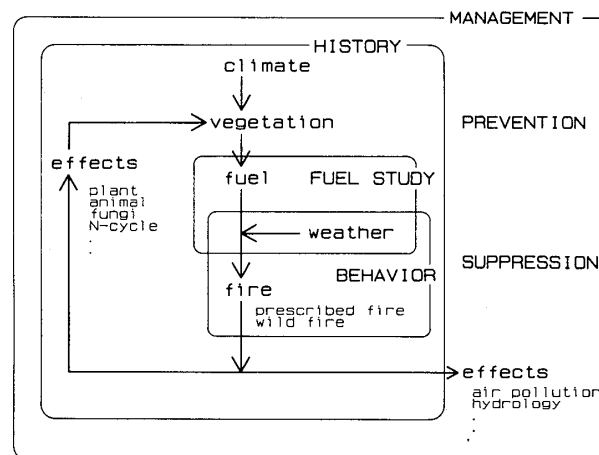 MANAGEMENT
HISTORY
climate
vegetation
PREVENTION
effects
plant
animal
fungi
N-cycle
.
.
fuel
FUEL STUDY
weather
BEHAVIOR
SUPPRESSION
fire
prescribed fire
wild fire
effects
air pollution
hydrology
.
.